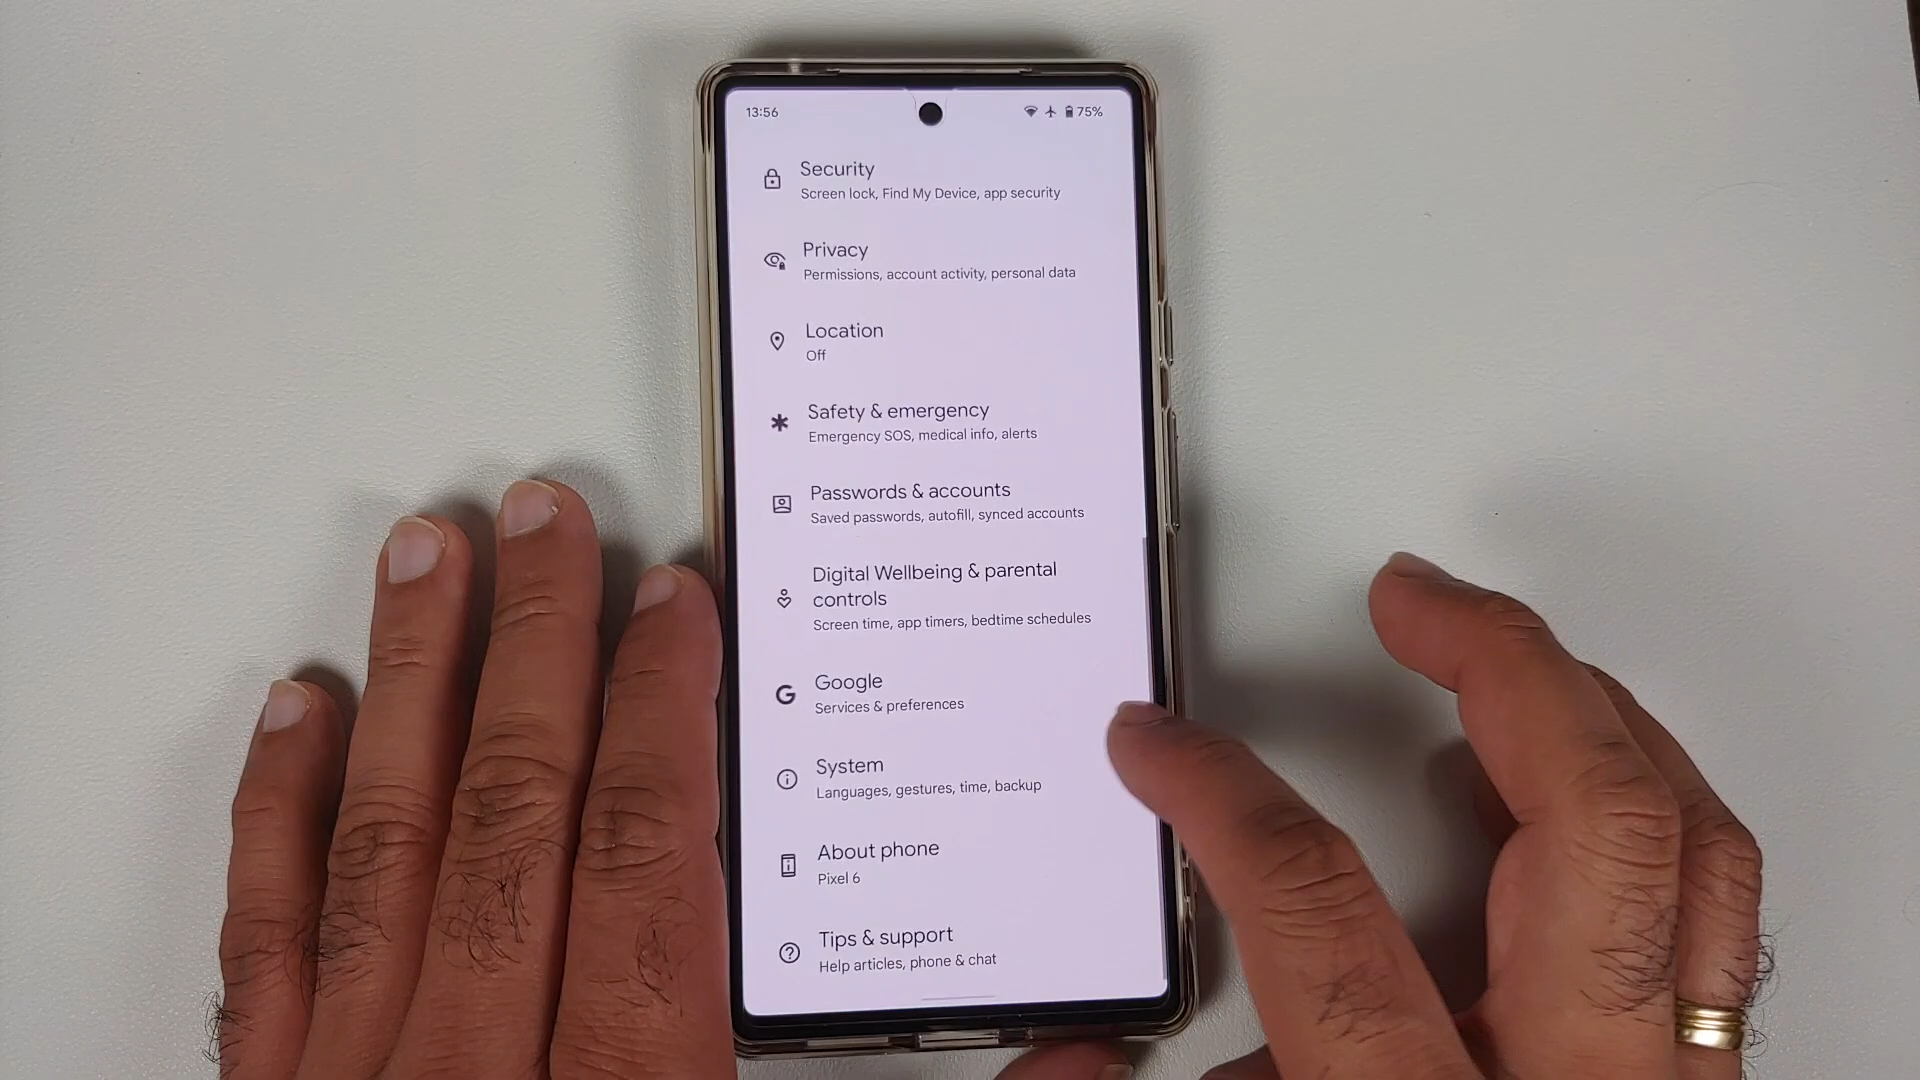 13:56 75%
Security
Screen lock, Find My Device, app security
Privacy
Permissions, account activity, personal data
Location
Off
Safety & emergency
Emergency SOS, medical info, alerts
Passwords & accounts
Saved passwords, autofill, synced accounts
Digital Wellbeing & parental
controls
Screen time, app timers, bedtime schedules
Google
Services & preferences
System
Languages, gestures, time, backup
About phone
Pixel 6
Tips & support
Help articles, phone & chat